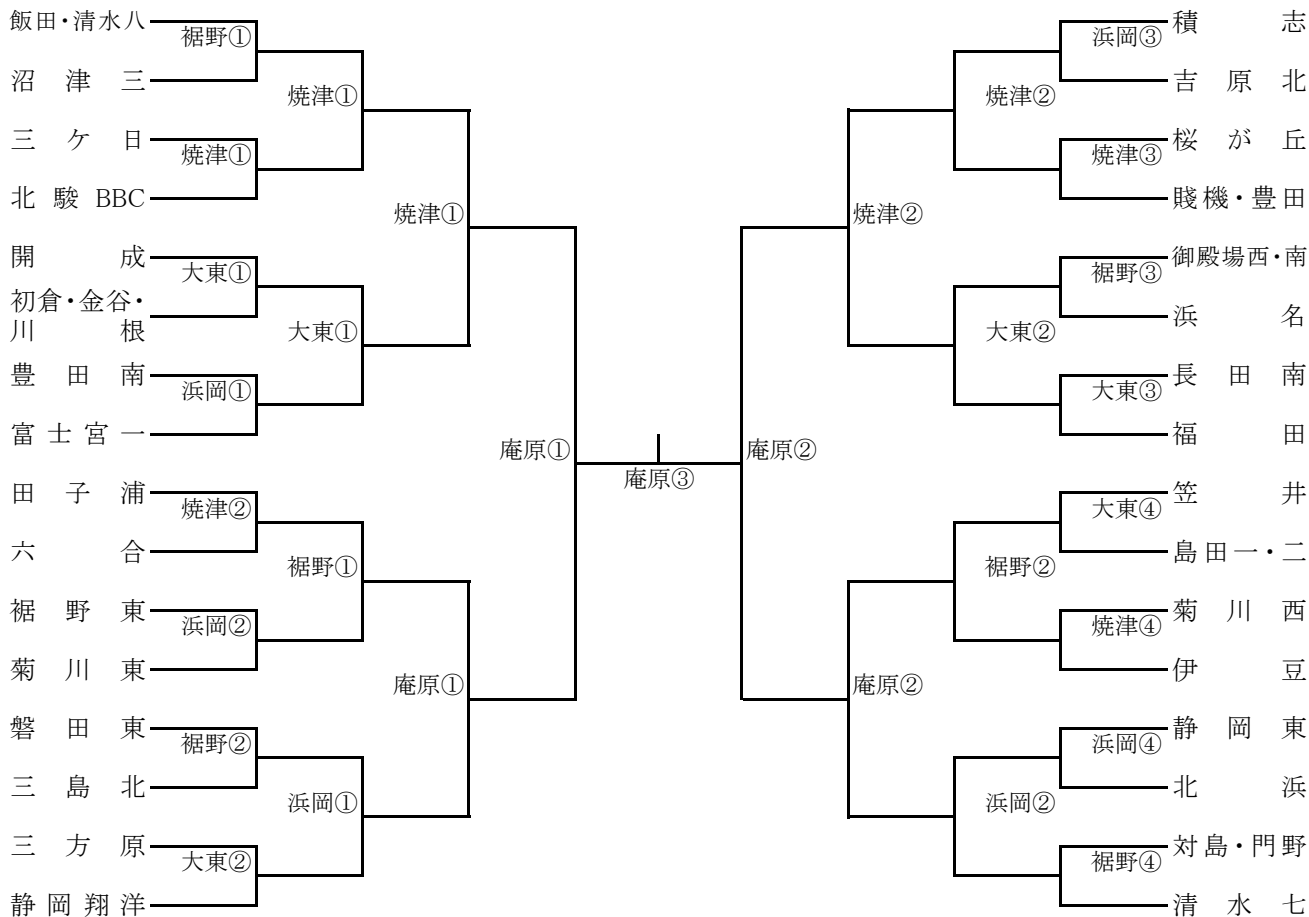 飯田・清水八
裾野①
沼津三
焼津①
三ケ日
焼津①
北駿BBC
焼津①
開成
大東①
初倉・金谷・
川根
大東①
豊田南
浜岡①
富士宮一
庵原①
田子浦
焼津②
六合
裾野①
裾野東
浜岡②
菊川東
庵原①
磐田東
裾野②
三島北
浜岡①
三方原
大東②
静岡翔洋
庵原③
積志
浜岡③
吉原北
焼津②
桜が丘
焼津③
賤機・豊田
焼津②
御殿場西・南
裾野③
浜名
大東②
長田南
大東③
福田
庵原②
笠井
大東④
島田一・二
裾野②
菊川西
焼津④
伊豆
庵原②
静岡東
浜岡④
北浜
浜岡②
対島・門野
裾野④
清水七